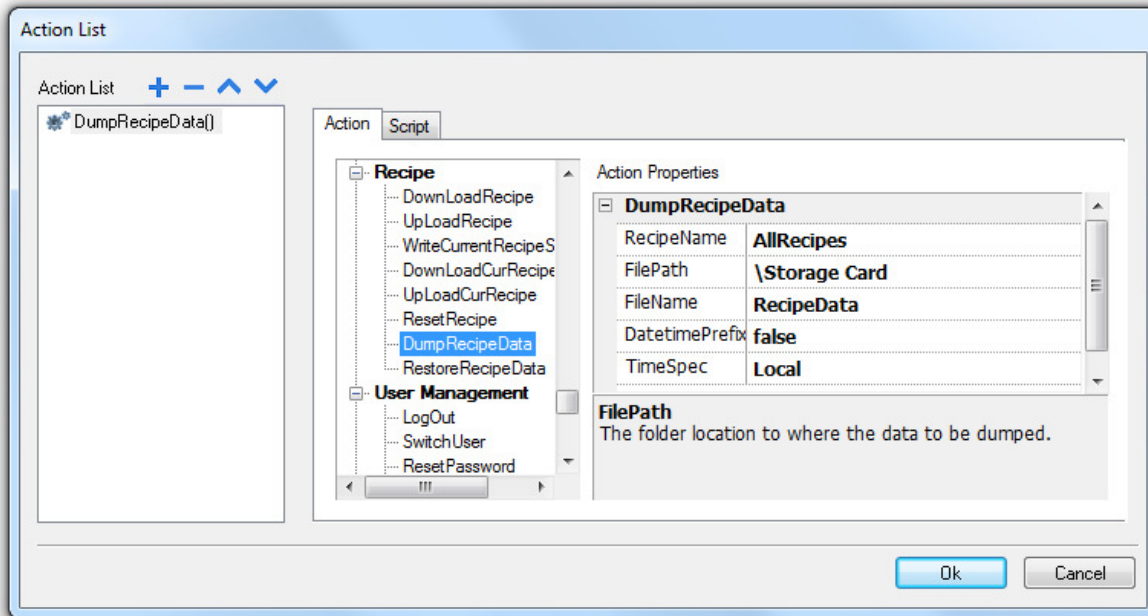 Action List
Action List
DumpRecipeData()
Action
Script
Recipe
DownLoadRecipe
UpLoadRecipe
WriteCurrentRecipeS
DownLoadCurRecipe
UpLoadCurRecipe
ResetRecipe
DumpRecipeData
RestoreRecipeData
User Management
LogOut
SwitchUser
ResetPassword
Action Properties
DumpRecipeData
RecipeName AllRecipes
FilePath \Storage Card
FileName RecipeData
DatetimePrefix false
TimeSpec Local
FilePath
The folder location to where the data to be dumped.
Ok
Cancel